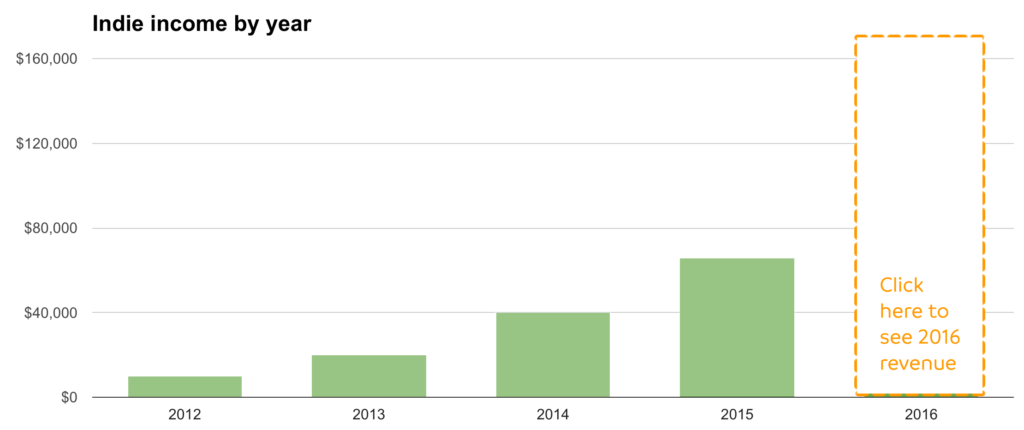 Indie income by year
$160,000
$120,000
$80,000
$40,000
$0
Click
here to
see 2016
revenue
2012 2013 2014 2015 2016